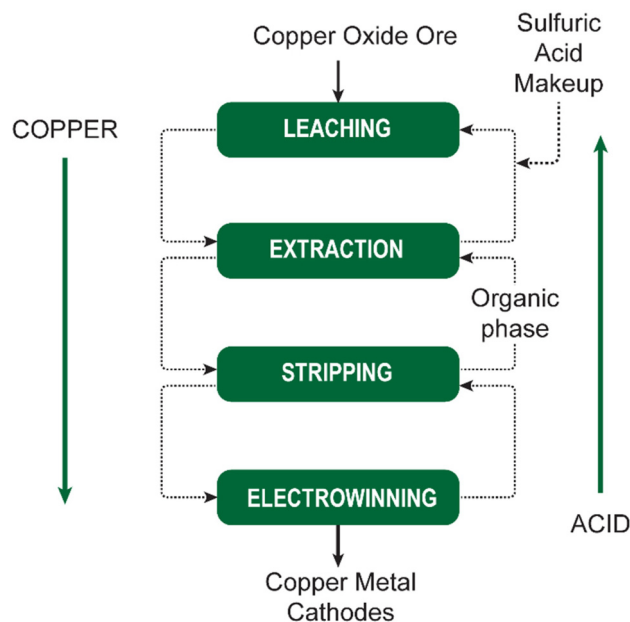 Copper Oxide Ore
Sulfuric
Acid
Makeup
COPPER
LEACHING
EXTRACTION
Organic
phase
STRIPPING
ELECTROWINNING
ACID
Copper Metal
Cathodes